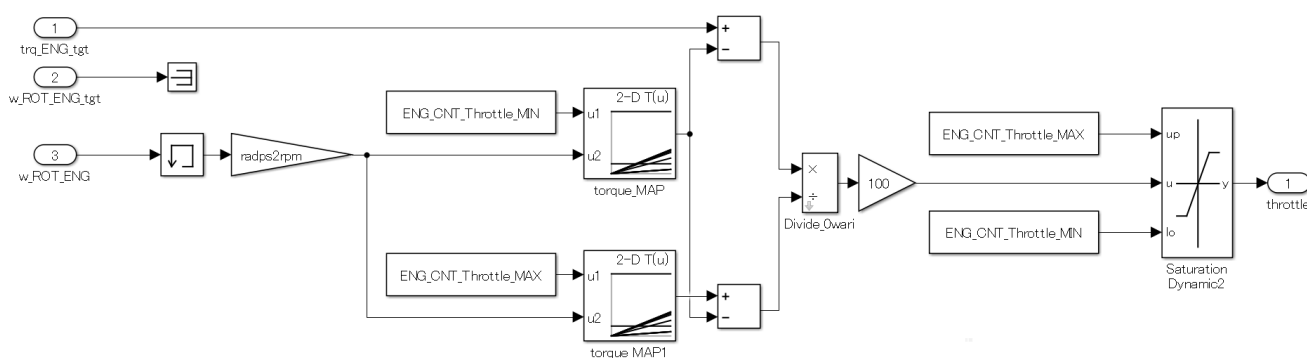 1
trq_ENG_tgt
2
w_ROT_ENG_tgt
3
w_ROT_ENG
radps2rpm
ENG_CNT_Throttle_MIN
2-D T(u)
u1
u2
torque_MAP
ENG_CNT_Throttle_MAX
2-D T(u)
u1
u2
torque_MAP1
+
−
+
−
×
÷
Divide_0wari
100
ENG_CNT_Throttle_MAX
ENG_CNT_Throttle_MIN
up
u
lo
y
Saturation
Dynamic2
1
throttle